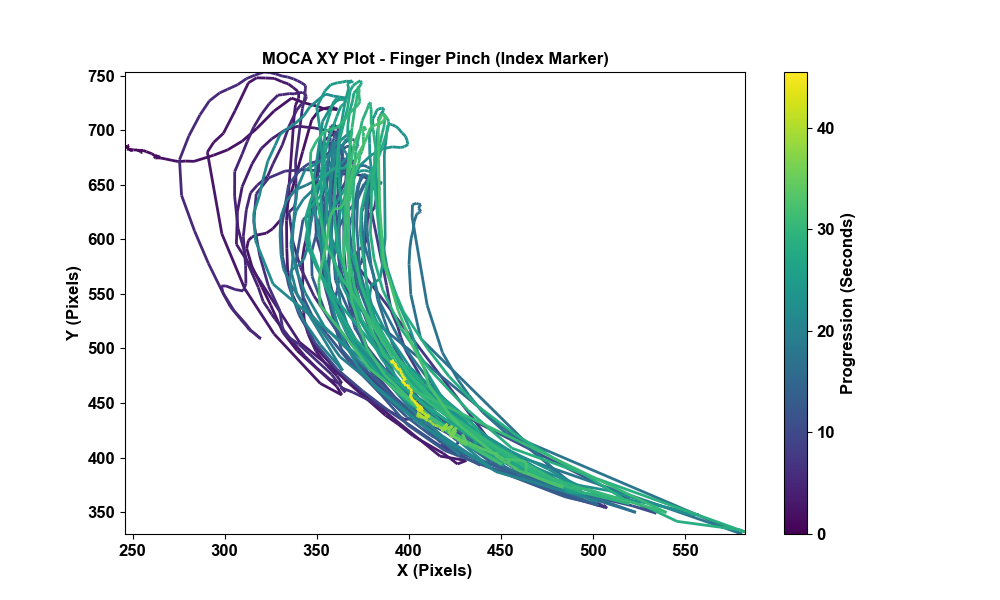 MOCA XY Plot - Finger Pinch (Index Marker)
750
700
650
600
550
500
450
400
350
Y (Pixels)
250 300 350 400 450 500 550
X (Pixels)
40
30
20
10
0
Progression (Seconds)